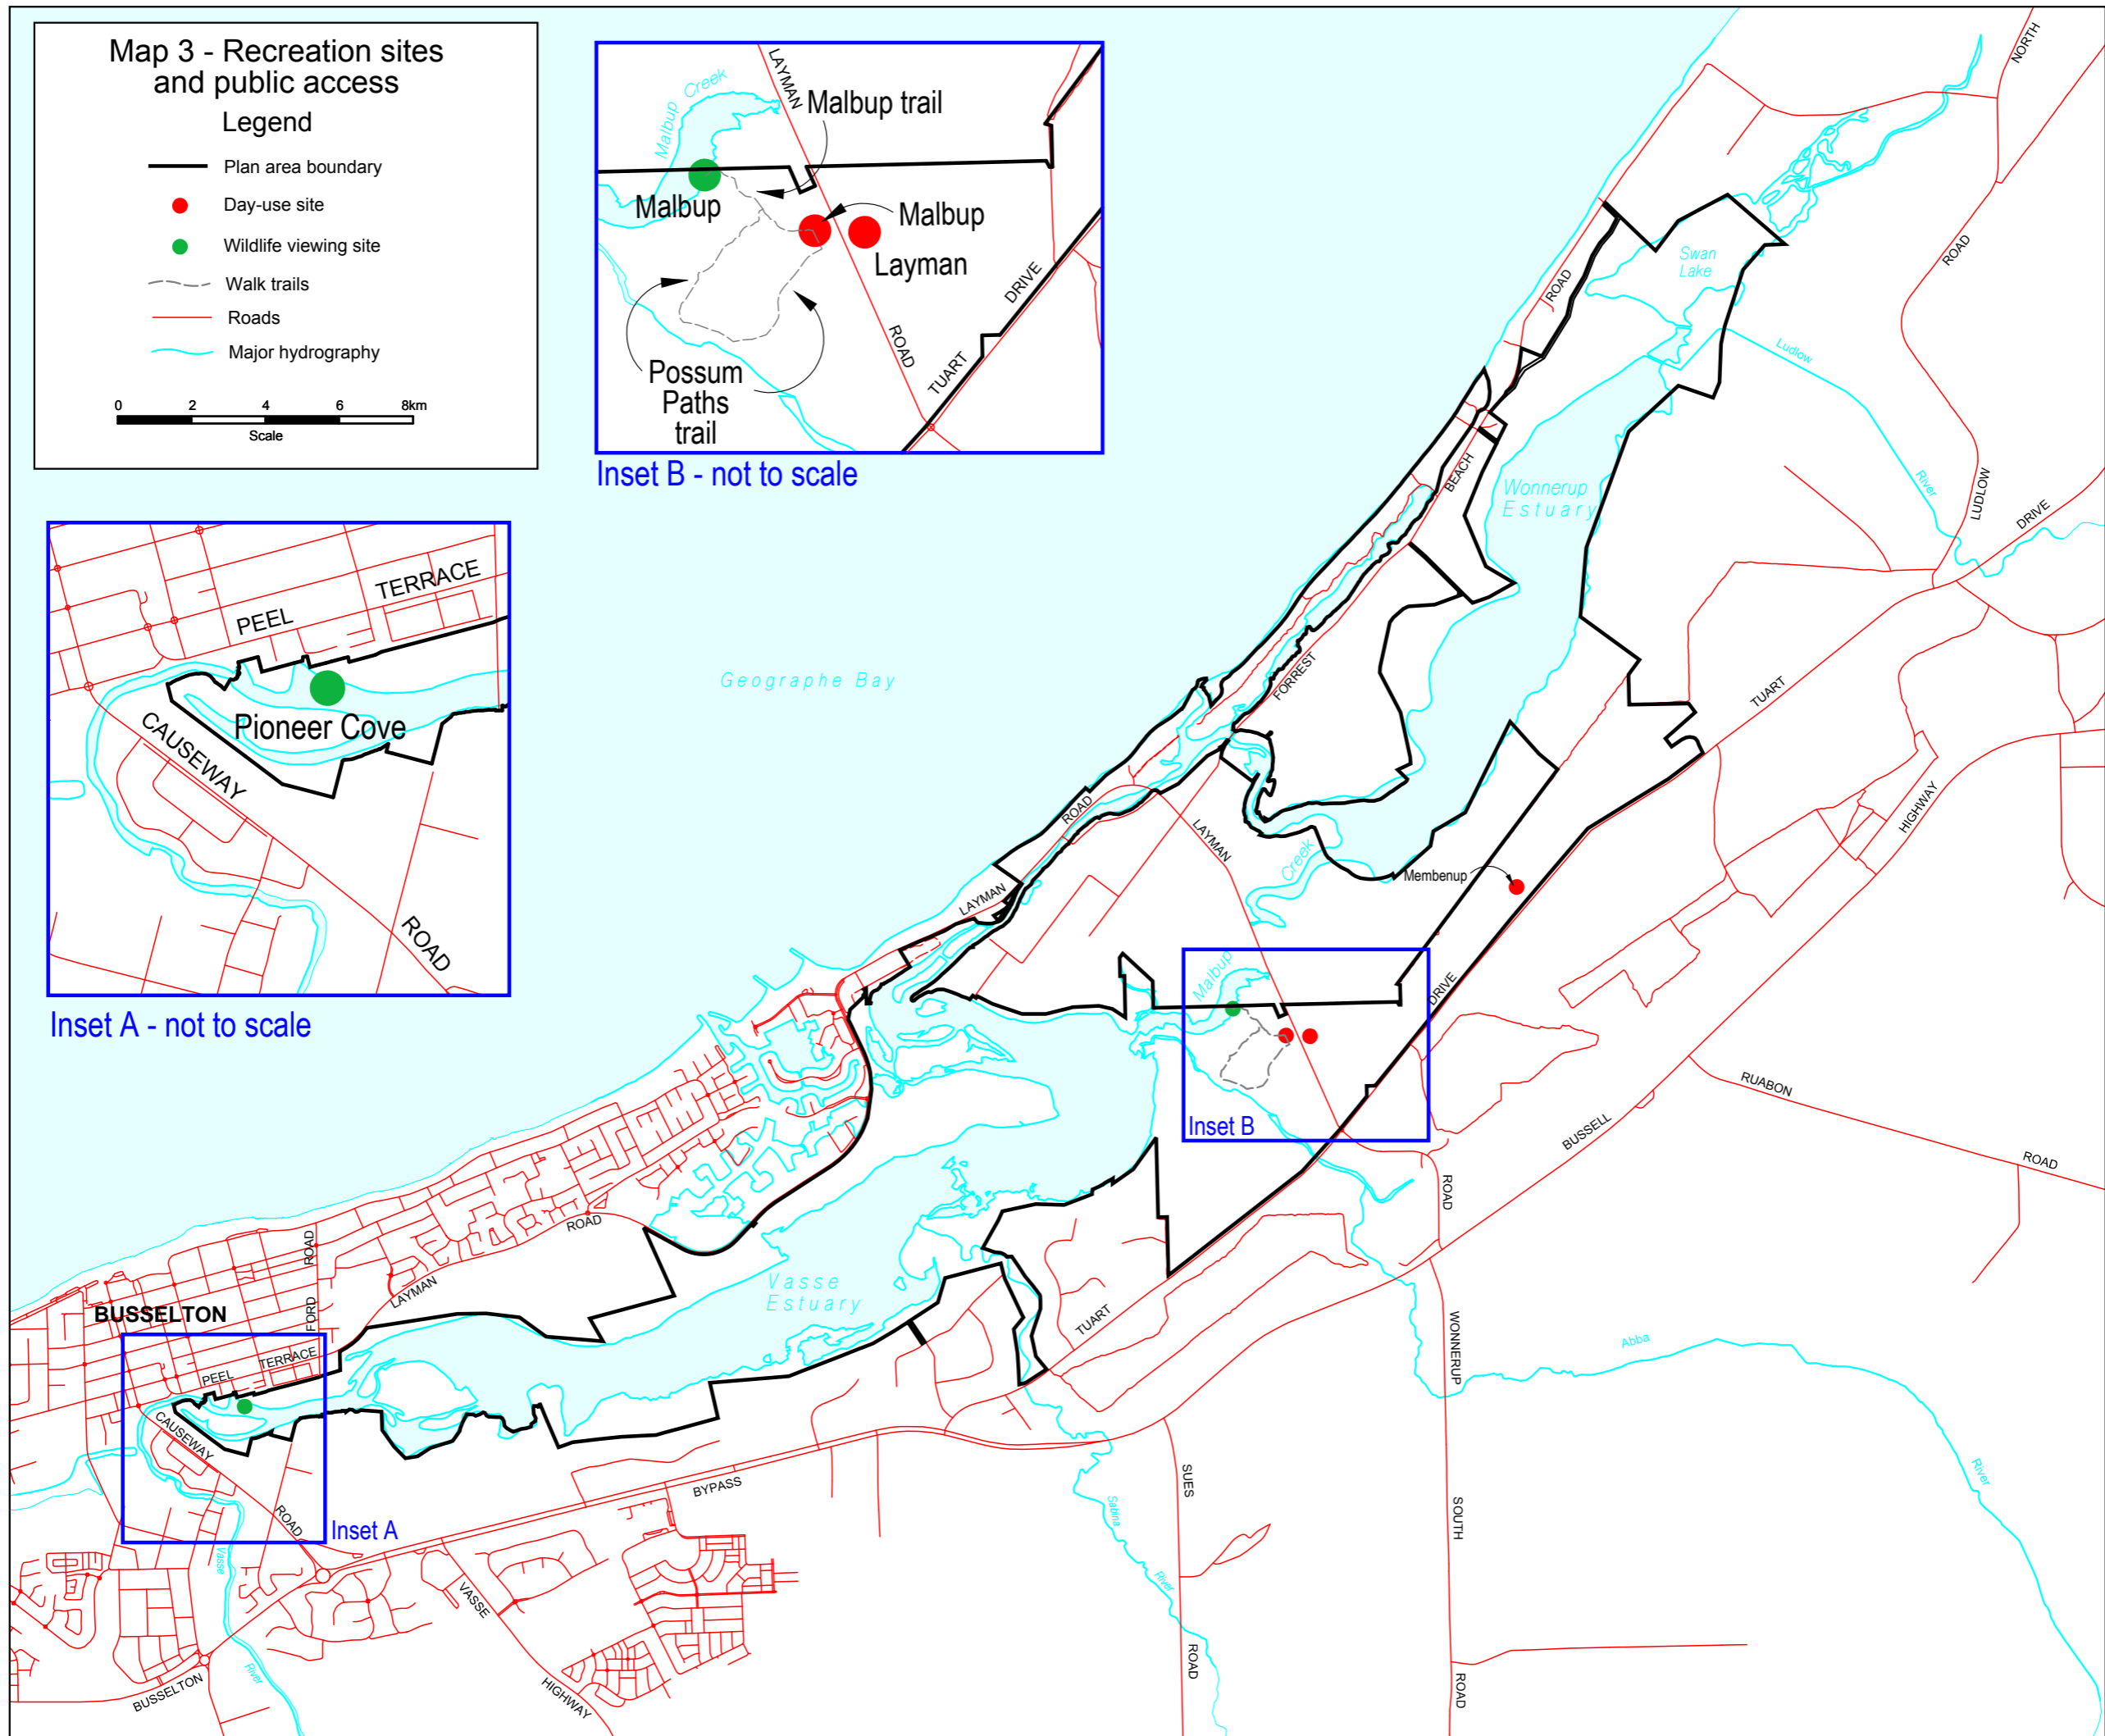 Map 3 - Recreation sites
and public access
Legend
Plan area boundary
Day-use site
Wildlife viewing site
Walk trails
Roads
Major hydrography
0 2 4 6 8km
Scale
LAYMAN
Malbup Creek
Malbup trail
Malbup
Malbup
Layman
DRIVE
ROAD
TUART
Possum
Paths
trail
Inset B - not to scale
TERRACE
PEEL
Pioneer Cove
CAUSEWAY
ROAD
Inset A - not to scale
NORTH
ROAD
Swan
Lake
ROAD
Ludlow
River
BEACH
Wonnerup
Estuary
LUDLOW
DRIVE
Geographe Bay
FORREST
TUART
HIGHWAY
ROAD
LAYMAN
Creek
Membenup
LAYMAN
Malbup
DRIVE
Inset B
RUABON
ROAD
BUSSELL
ROAD
ROAD
ROAD
LAYMAN
FORD
Vasse
Estuary
TUART
WONNERUP
Abba
River
BUSSELTON
TERRACE
PEEL
CAUSEWAY
ROAD
Inset A
BYPASS
SUES
SOUTH
Sabina
River
Vasse
River
VASSE
HIGHWAY
BUSSELTON
ROAD
ROAD